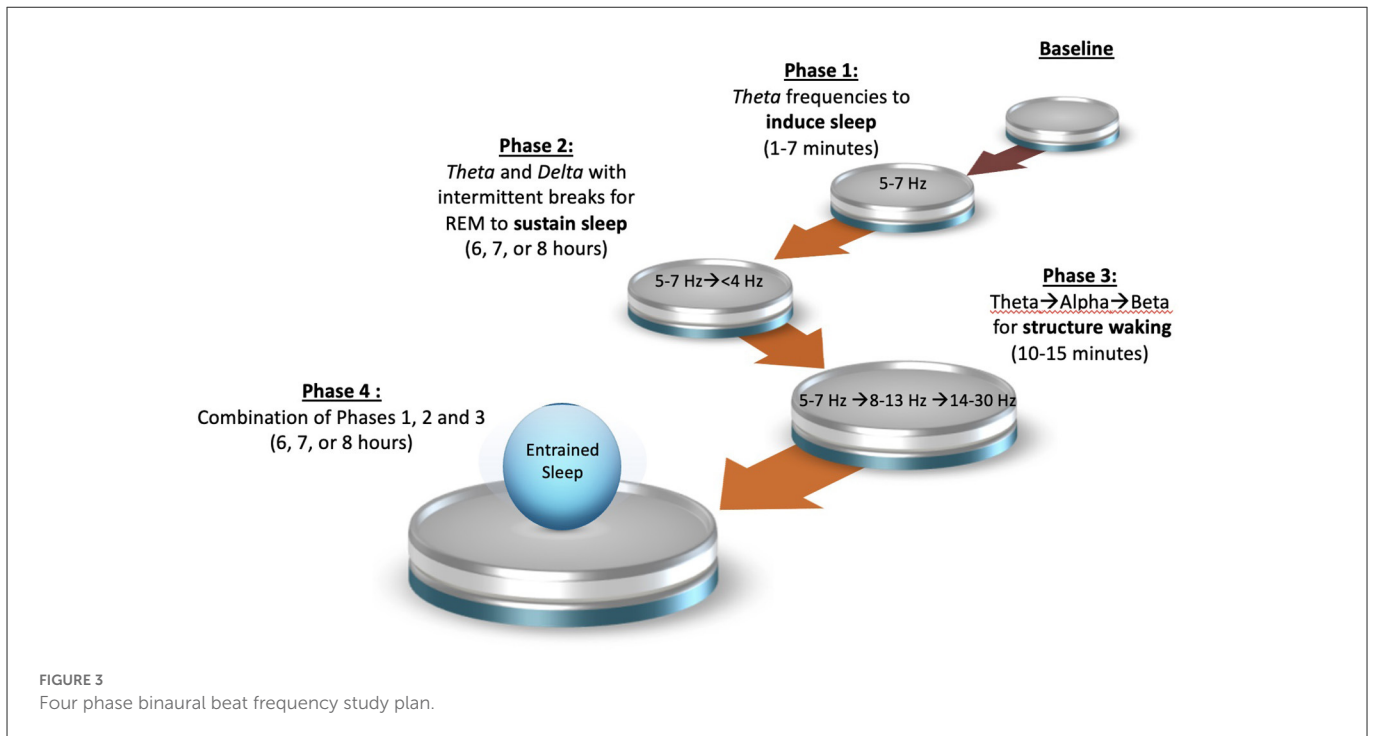 Baseline
Phase 1:
Theta frequencies to
induce sleep
(1-7 minutes)
5-7 Hz
Phase 2:
Theta and Delta with
intermittent breaks for
REM to sustain sleep
(6, 7, or 8 hours)
5-7 Hz→<4 Hz
Phase 3:
Theta→Alpha→Beta
for structure waking
(10-15 minutes)
5-7 Hz →8-13 Hz →14-30 Hz
Phase 4 :
Combination of Phases 1, 2 and 3
(6, 7, or 8 hours)
Entrained
Sleep
FIGURE 3
Four phase binaural beat frequency study plan.